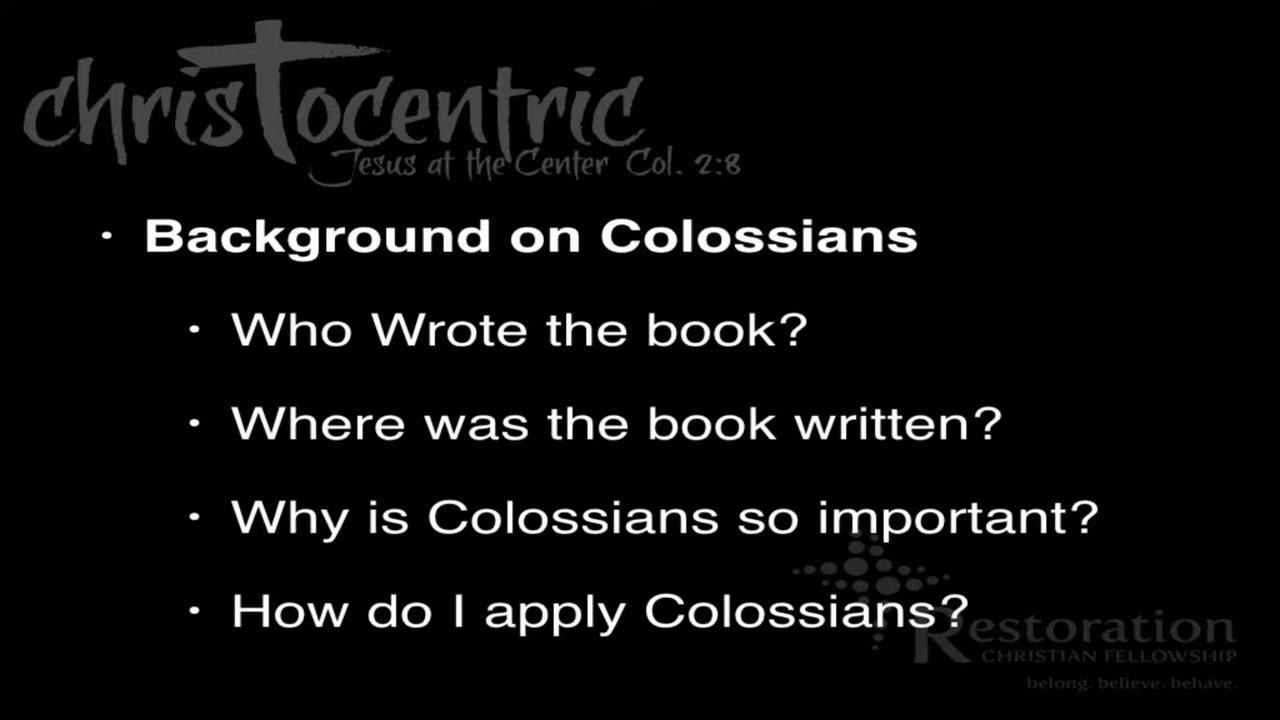 chrisTocentric
Jesus at the Center Col. 2:8
· Background on Colossians
· Who Wrote the book?
· Where was the book written?
· Why is Colossians so important?
· How do I apply Colossians?
Restoration
CHRISTIAN FELLOWSHIP
belong. believe. behave.